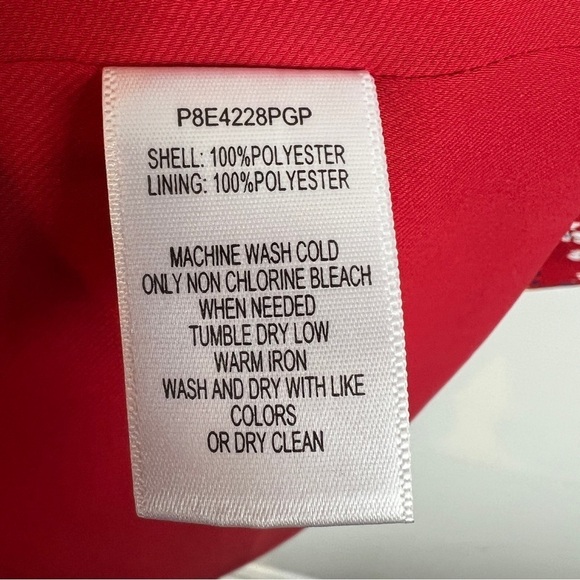 P8E4228PGP
SHELL: 100%POLYESTER
LINING: 100%POLYESTER
MACHINE WASH COLD
ONLY NON CHLORINE BLEACH
WHEN NEEDED
TUMBLE DRY LOW
WARM IRON
WASH AND DRY WITH LIKE
COLORS
OR DRY CLEAN